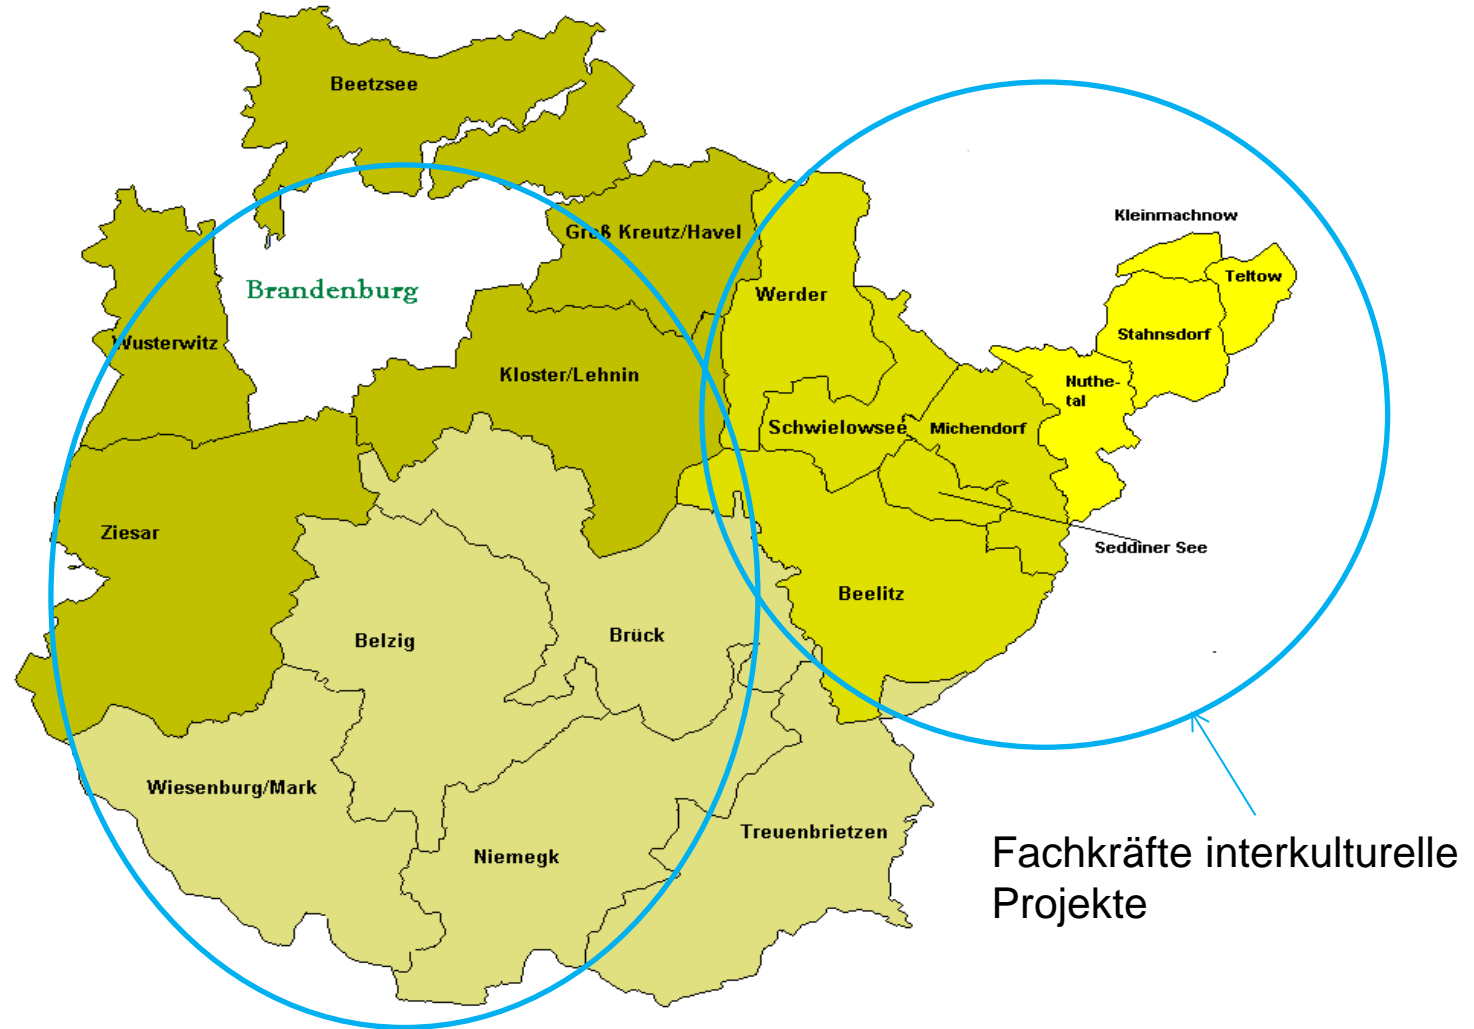 Beetzsee
Kleinmachnow
Groß Kreutz/Havel
Teltow
Brandenburg
Werder
Wusterwitz
Stahnsdorf
Kloster/Lehnin
Nuthe-
tal
Schwielowsee
Michendorf
Ziesar
Seddiner See
Beelitz
Belzig
Brück
Wiesenburg/Mark
Treuenbrietzen
Niemegk
Fachkräfte interkulturelle
Projekte